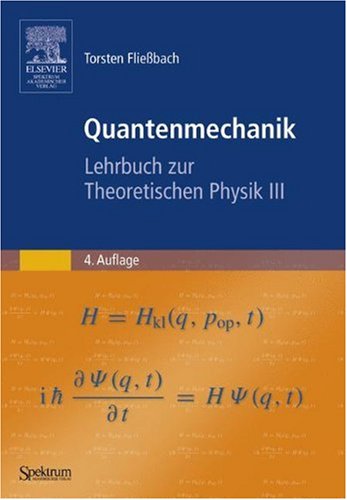 ELSEVIER
SPEKTRUM
AKADEMISCHER
VERLAG
Torsten Fließbach
Quantenmechanik
Lehrbuch zur
Theoretischen Physik III
4. Auflage
H = H_kl(q, p_op, t)
iħ ∂Ψ(q, t)/∂t = H Ψ(q, t)
Spektrum
AKADEMISCHER VERLAG